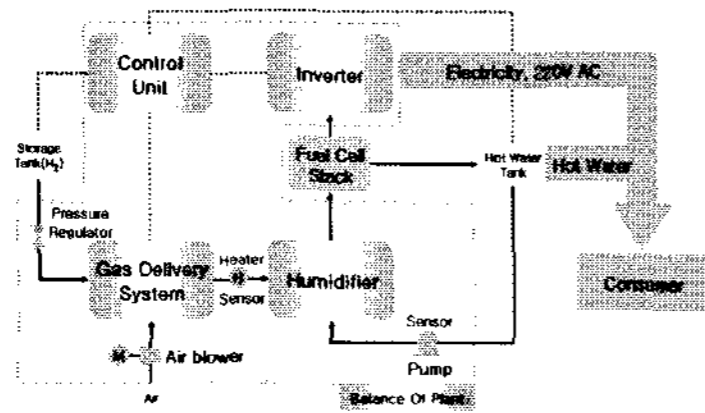 Control
Unit
Inverter
Electricity, 220V AC
Storage
Tank(H2)
Fuel Cell
Stack
Hot Water
Tank
Hot Water
Pressure
Regulator
Gas Delivery
System
Heater
Sensor
Humidifier
Consumer
Sensor
Pump
M
Air blower
Air
Balance Of Plant